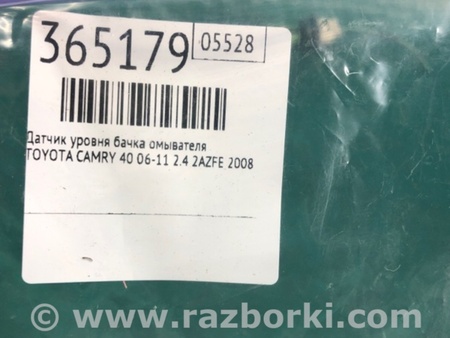 365179 05528
Датчик уровня бачка омывателя
TOYOTA CAMRY 40 06-11 2.4 2AZFE 2008
© www.razborki.com